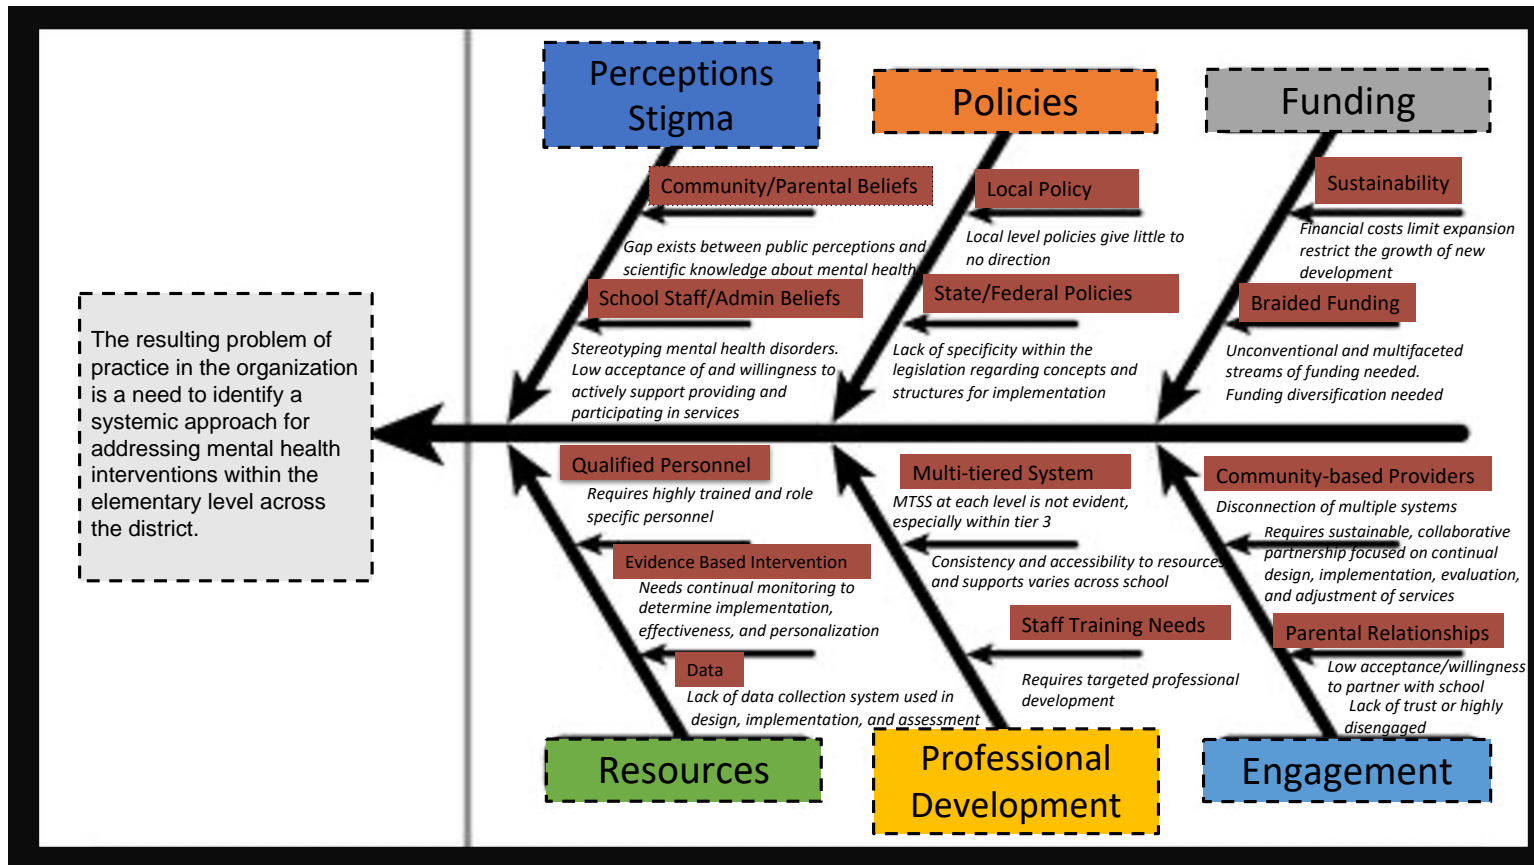 Perceptions
Stigma
Policies
Funding
Community/Parental Beliefs
Gap exists between public perceptions and
scientific knowledge about mental health
School Staff/Admin Beliefs
Stereotyping mental health disorders.
Low acceptance of and willingness to
actively support providing and
participating in services
Local Policy
Local level policies give little to
no direction
State/Federal Policies
Lack of specificity within the
legislation regarding concepts and
structures for implementation
Sustainability
Financial costs limit expansion
restrict the growth of new
development
Braided Funding
Unconventional and multifaceted
streams of funding needed.
Funding diversification needed
The resulting problem of
practice in the organization
is a need to identify a
systemic approach for
addressing mental health
interventions within the
elementary level across
the district.
Qualified Personnel
Requires highly trained and role
specific personnel
Evidence Based Intervention
Needs continual monitoring to
determine implementation,
effectiveness, and personalization
Data
Lack of data collection system used in
design, implementation, and assessment
Multi-tiered System
MTSS at each level is not evident,
especially within tier 3
Consistency and accessibility to resources
and supports varies across school
Staff Training Needs
Requires targeted professional
development
Community-based Providers
Disconnection of multiple systems
Requires sustainable, collaborative
partnership focused on continual
design, implementation, evaluation,
and adjustment of services
Parental Relationships
Low acceptance/willingness
to partner with school
Lack of trust or highly
disengaged
Resources
Professional
Development
Engagement